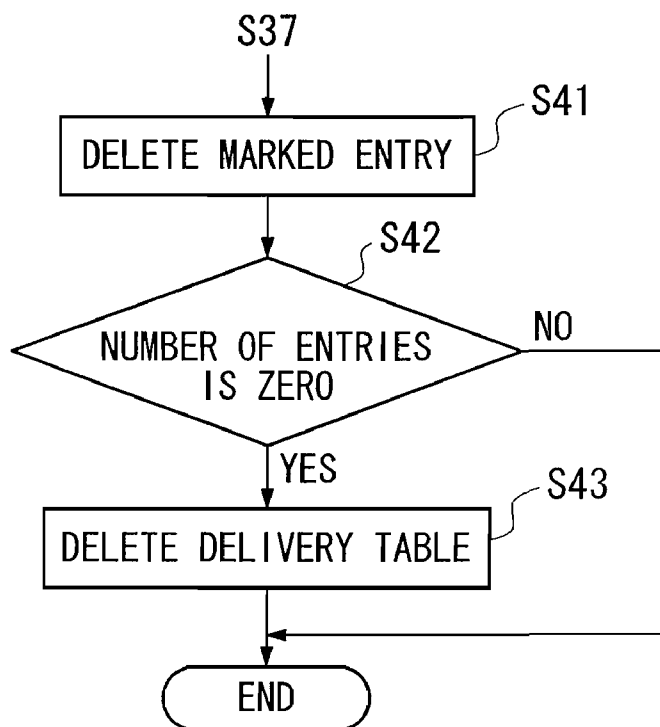 S37
S41
DELETE MARKED ENTRY
S42
NUMBER OF ENTRIES
IS ZERO
NO
YES
S43
DELETE DELIVERY TABLE
END